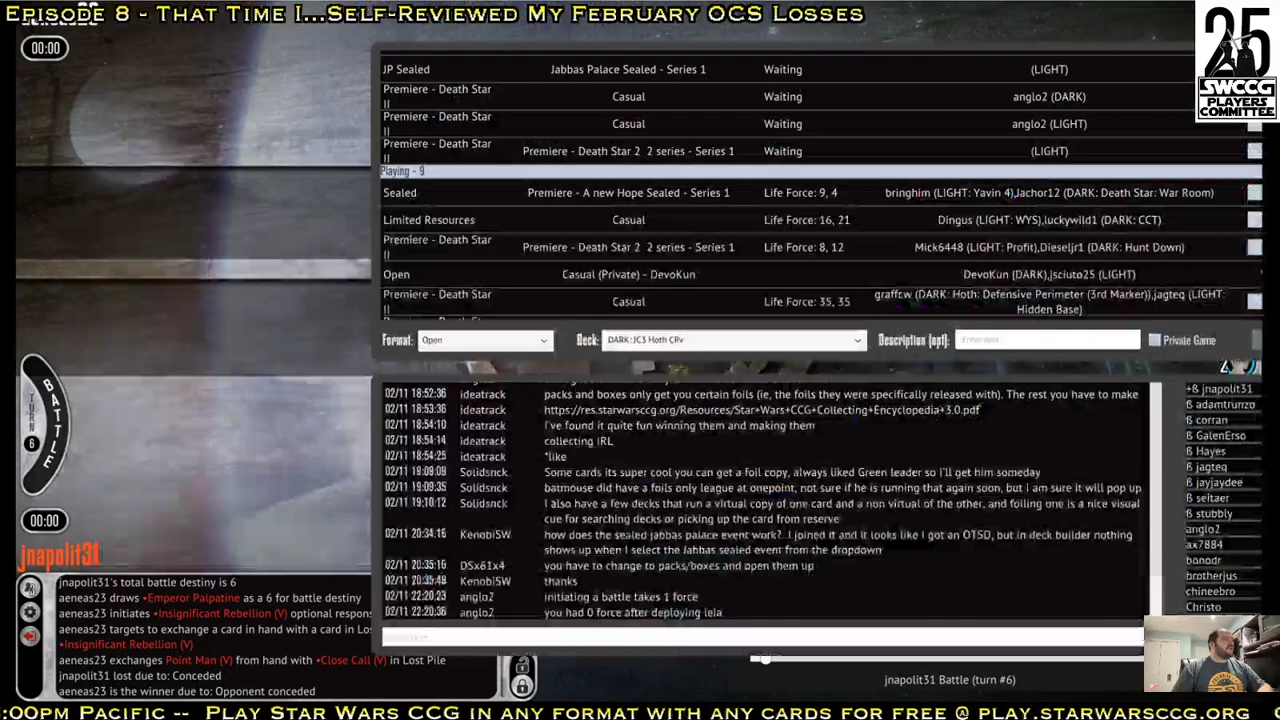 Episode 8 - That Time I...Self-Reviewed My February OCS Losses
25
SWCCG
PLAYERS
COMMITTEE
00:00
JP Sealed Jabbas Palace Sealed - Series 1 Waiting (LIGHT)
Premiere - Death Star II Casual Waiting anglo2 (DARK)
Premiere - Death Star II Casual Waiting anglo2 (LIGHT)
Premiere - Death Star II Premiere - Death Star 2 2 series - Series 1 Waiting (LIGHT)
Playing - 9
Sealed Premiere - A new Hope Sealed - Series 1 Life Force: 9, 4 bringhim (LIGHT: Yavin 4),Jachor12 (DARK: Death Star: War Room)
Limited Resources Casual Life Force: 16, 21 Dingus (LIGHT: WYS),luckywild1 (DARK: CCT)
Premiere - Death Star II Premiere - Death Star 2 2 series - Series 1 Life Force: 8, 12 Mick6448 (LIGHT: Profit),Dieseljr1 (DARK: Hunt Down)
Open Casual (Private) - DevoKun DevoKun (DARK),jsciuto25 (LIGHT)
Premiere - Death Star II Casual Life Force: 35, 35 graffcw (DARK: Hoth: Defensive Perimeter (3rd Marker)),jagteq (LIGHT:
Hidden Base)
Format: Open Deck: DARK:JC3 Hoth CRv Description (opt): Private Game
02/11 18:52:36 ideatrack packs and boxes only get you certain foils (ie, the foils they were specifically released with). The rest you have to make
02/11 18:53:36 ideatrack https://res.starwarsccg.org/Resources/Star+Wars+CCG+Collecting+Encyclopedia+3.0.pdf
02/11 18:54:10 ideatrack I've found it quite fun winning them and making them
02/11 18:54:14 ideatrack collecting IRL
02/11 18:54:25 ideatrack *like
02/11 19:08:09 Solidsnck Some cards its super cool you can get a foil copy, always liked Green leader so I'll get him someday
02/11 19:09:35 Solidsnck batmouse did have a foils only league at onepoint, not sure if he is running that again soon, but I am sure it will pop up
02/11 19:10:12 Solidsnck I also have a few decks that run a virtual copy of one card and a non virtual of the other, and foiling one is a nice visual
cue for searching decks or picking up the card from reserve
02/11 20:34:16 KenobiSW how does the sealed jabbas palace event work? I joined it and it looks like I got an OTSD, but in deck builder nothing
shows up when I select the Jabbas sealed event from the dropdown
02/11 20:35:16 DSx61x4 you have to change to packs/boxes and open them up
02/11 20:35:49 KenobiSW thanks
02/11 22:20:23 anglo2 initiating a battle takes 1 force
02/11 22:20:36 anglo2 you had 0 force after deploying lela
+ß jnapolit31
ß adamtrunzo
ß corran
ß GalenErso
ß Hayes
ß jagteq
ß jayjaydee
ß seltaer
ß stubbly
anglo2
ax7884
bonodr
brotherjus
chineebro
Christo
BATTLE
TURN
6
00:00
jnapolit31
jnapolit31's total battle destiny is 6
aeneas23 draws •Emperor Palpatine as a 6 for battle destiny
aeneas23 initiates •Insignificant Rebellion (V) optional respon
aeneas23 targets to exchange a card in hand with a card in Los
•Insignificant Rebellion (V)
aeneas23 exchanges Point Man (V) from hand with •Close Call (V) in Lost Pile
jnapolit31 lost due to: Conceded
aeneas23 is the winner due to: Opponent conceded
jnapolit31 Battle (turn #6)
:00pm Pacific -- Play Star Wars CCG in any format with any cards for free @ play.starwarsccg.org